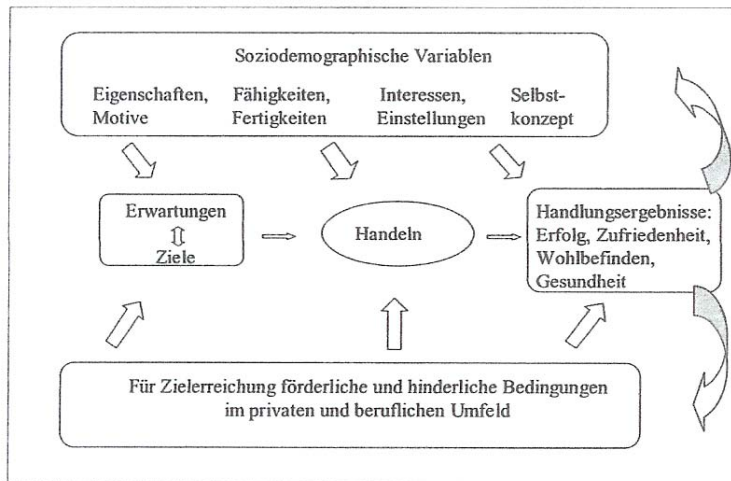 Soziodemographische Variablen
Eigenschaften,
Motive
Fähigkeiten,
Fertigkeiten
Interessen,
Einstellungen
Selbst-
konzept
Erwartungen
Ziele
Handeln
Handlungsergebnisse:
Erfolg, Zufriedenheit,
Wohlbefinden,
Gesundheit
Für Zielerreichung förderliche und hinderliche Bedingungen
im privaten und beruflichen Umfeld